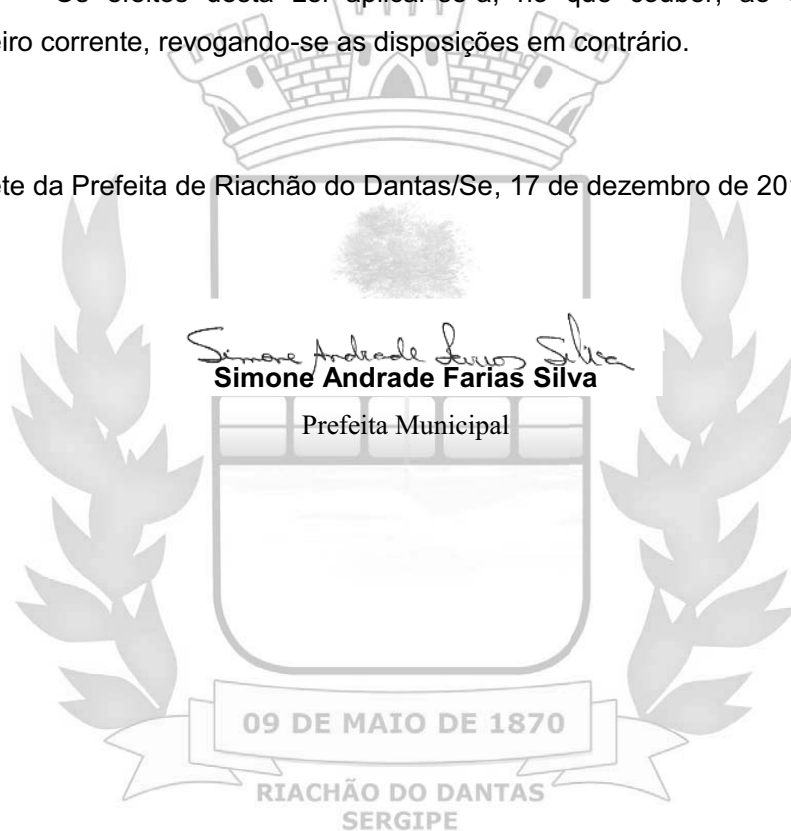 Os efeitos desta Lei aplicar-se-á, no que couber, ao
eiro corrente, revogando-se as disposições em contrário.
ete da Prefeita de Riachão do Dantas/Se, 17 de dezembro de 201
Simone Andrade Farias Silva
Simone Andrade Farias Silva
Prefeita Municipal
09 DE MAIO DE 1870
RIACHÃO DO DANTAS
SERGIPE